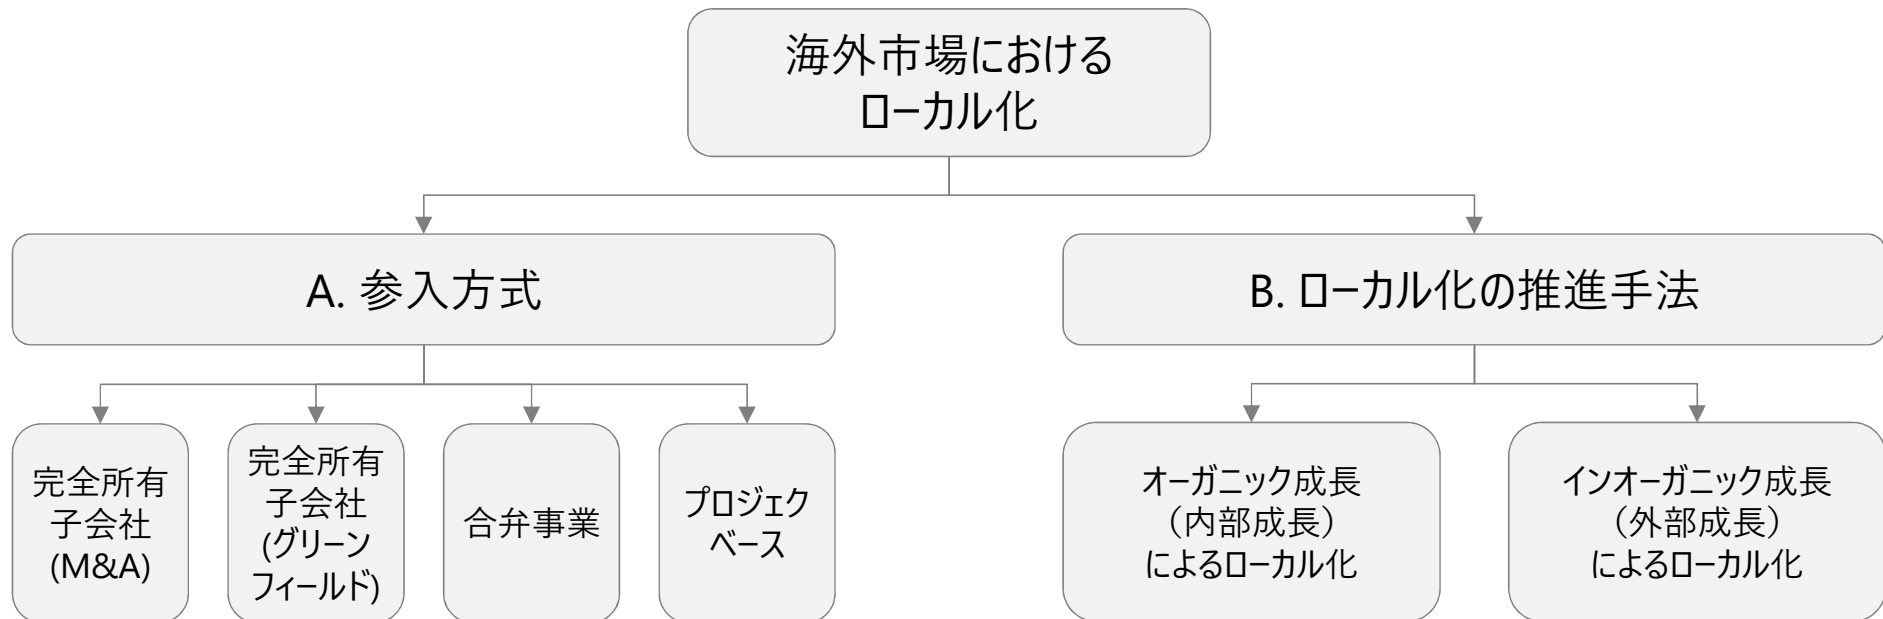 海外市場における
ローカル化
A. 参入方式
B. ローカル化の推進手法
完全所有
子会社
(M&A)
完全所有
子会社
(グリーン
フィールド)
合弁事業
プロジェク
ベース
オーガニック成長
（内部成長）
によるローカル化
インオーガニック成長
（外部成長）
によるローカル化